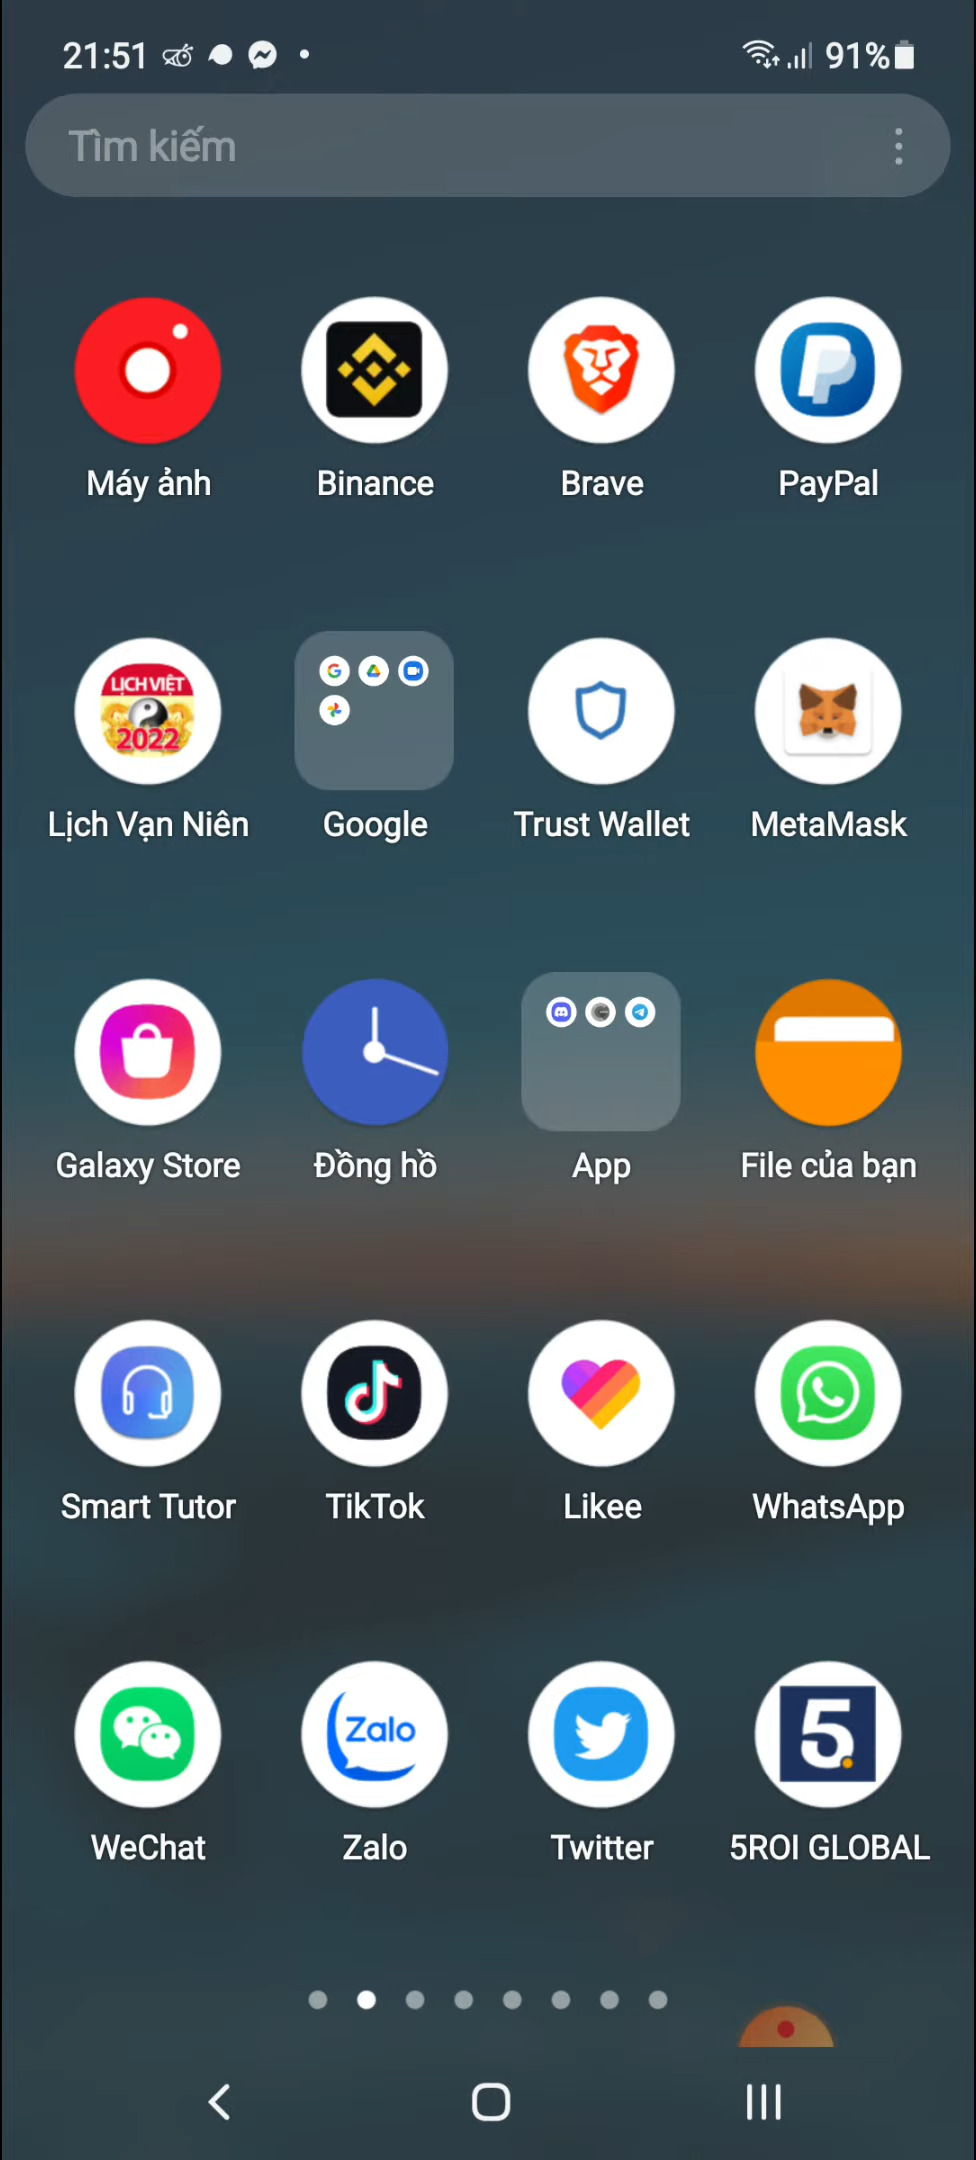 21:51 91%
Tìm kiếm
Máy ảnh Binance Brave PayPal
LỊCH VIỆT
2022
Lịch Vạn Niên Google Trust Wallet MetaMask
Galaxy Store Đồng hồ App File của bạn
Smart Tutor TikTok Likee WhatsApp
Zalo 5
WeChat Zalo Twitter 5ROI GLOBAL